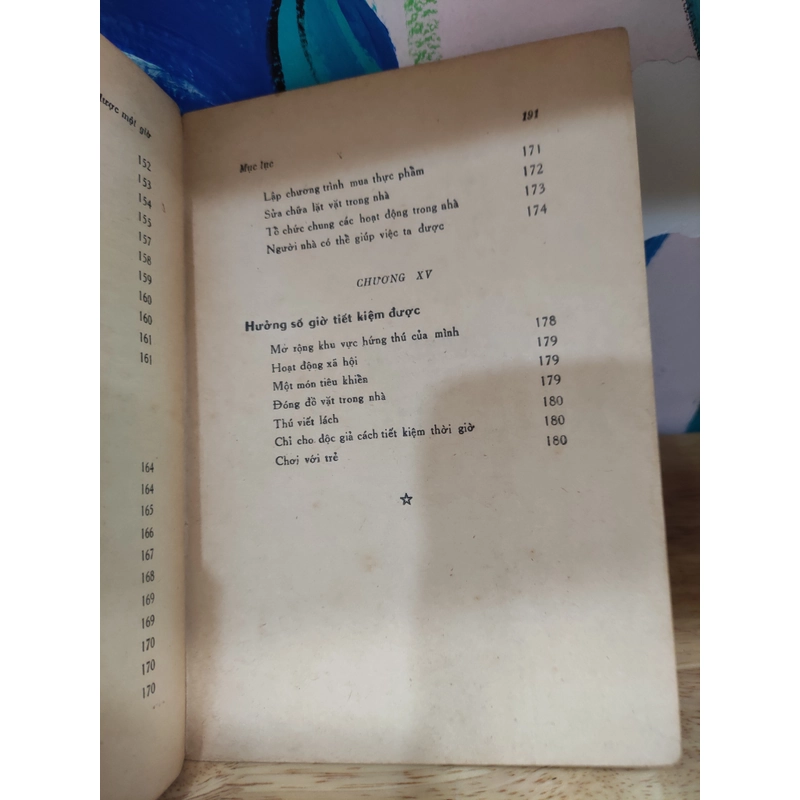 được một giờ
152
153
154
155
157
158
159
160
160
161
161
164
164
165
166
167
168
169
169
170
170
170
Mục lục 191
Lập chương trình mua thực phẩm 171
Sửa chữa lặt vặt trong nhà 172
Tổ chức chung các hoạt động trong nhà 173
Người nhà có thể giúp việc ta được 174
CHƯƠNG XV
Hưởng số giờ tiết kiệm được
Mở rộng khu vực hứng thú của mình 178
Hoạt động xã hội 179
Một món tiêu khiển 179
Đóng đồ vật trong nhà 179
Thú viết lách 180
Chỉ cho độc giả cách tiết kiệm thời giờ 180
Chơi với trẻ 180